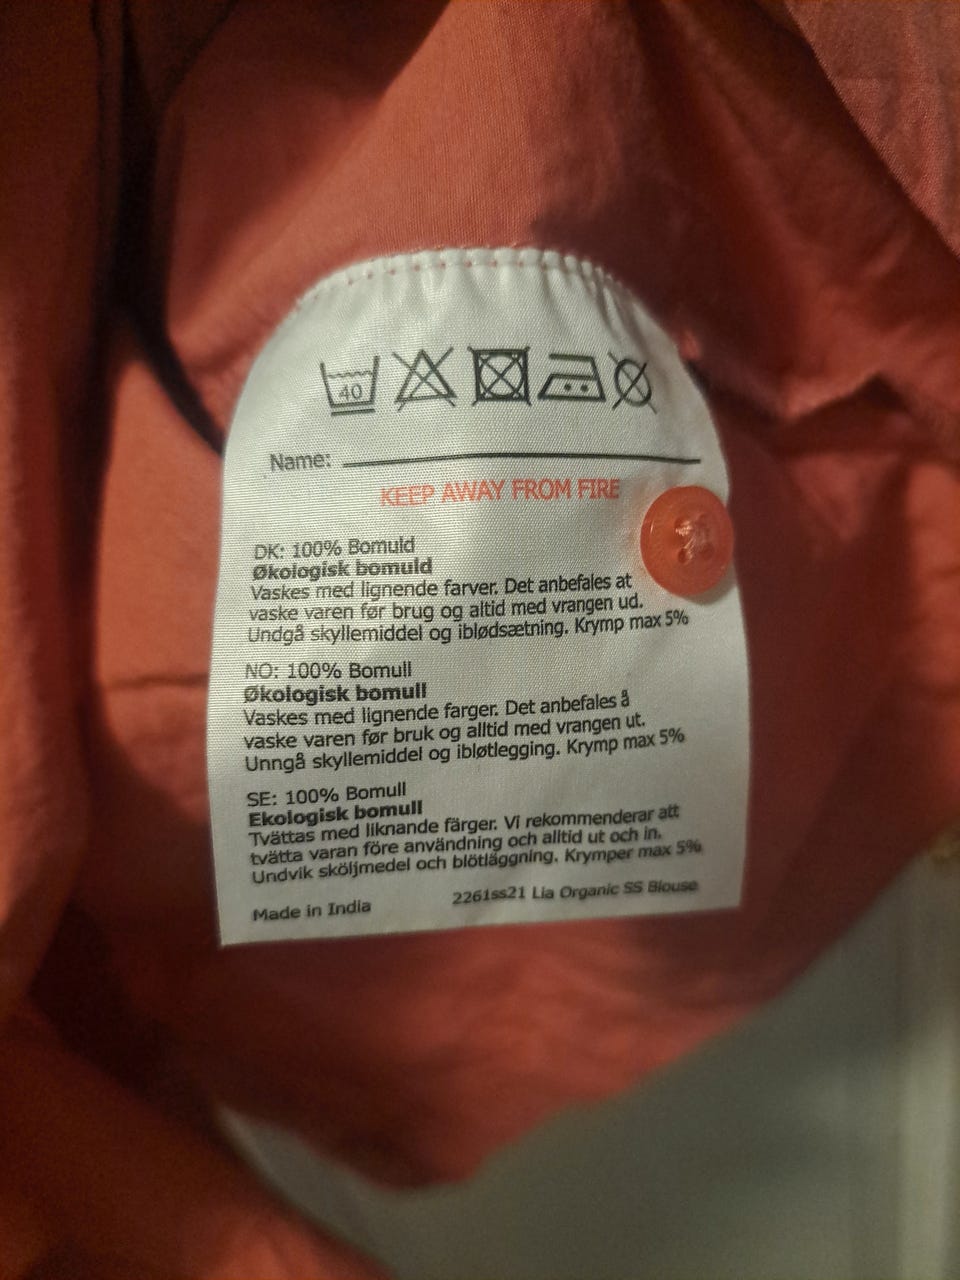 40
Name:
KEEP AWAY FROM FIRE
DK: 100% Bomuld
Økologisk bomuld
Vaskes med lignende farver. Det anbefales at
vaske varen før brug og altid med vrangen ud.
Undgå skyllemiddel og iblødsætning. Krymp max 5%
NO: 100% Bomull
Økologisk bomull
Vaskes med lignende farger. Det anbefales å
vaske varen før bruk og alltid med vrangen ut.
Unngå skyllemiddel og ibløtlegging. Krymp max 5%
SE: 100% Bomull
Ekologisk bomull
Tvättas med liknande färger. Vi rekommenderar att
tvätta varan före användning och alltid ut och in.
Undvik sköljmedel och blötläggning. Krymper max 5%
Made in India 2261ss21 Lia Organic SS Blouse